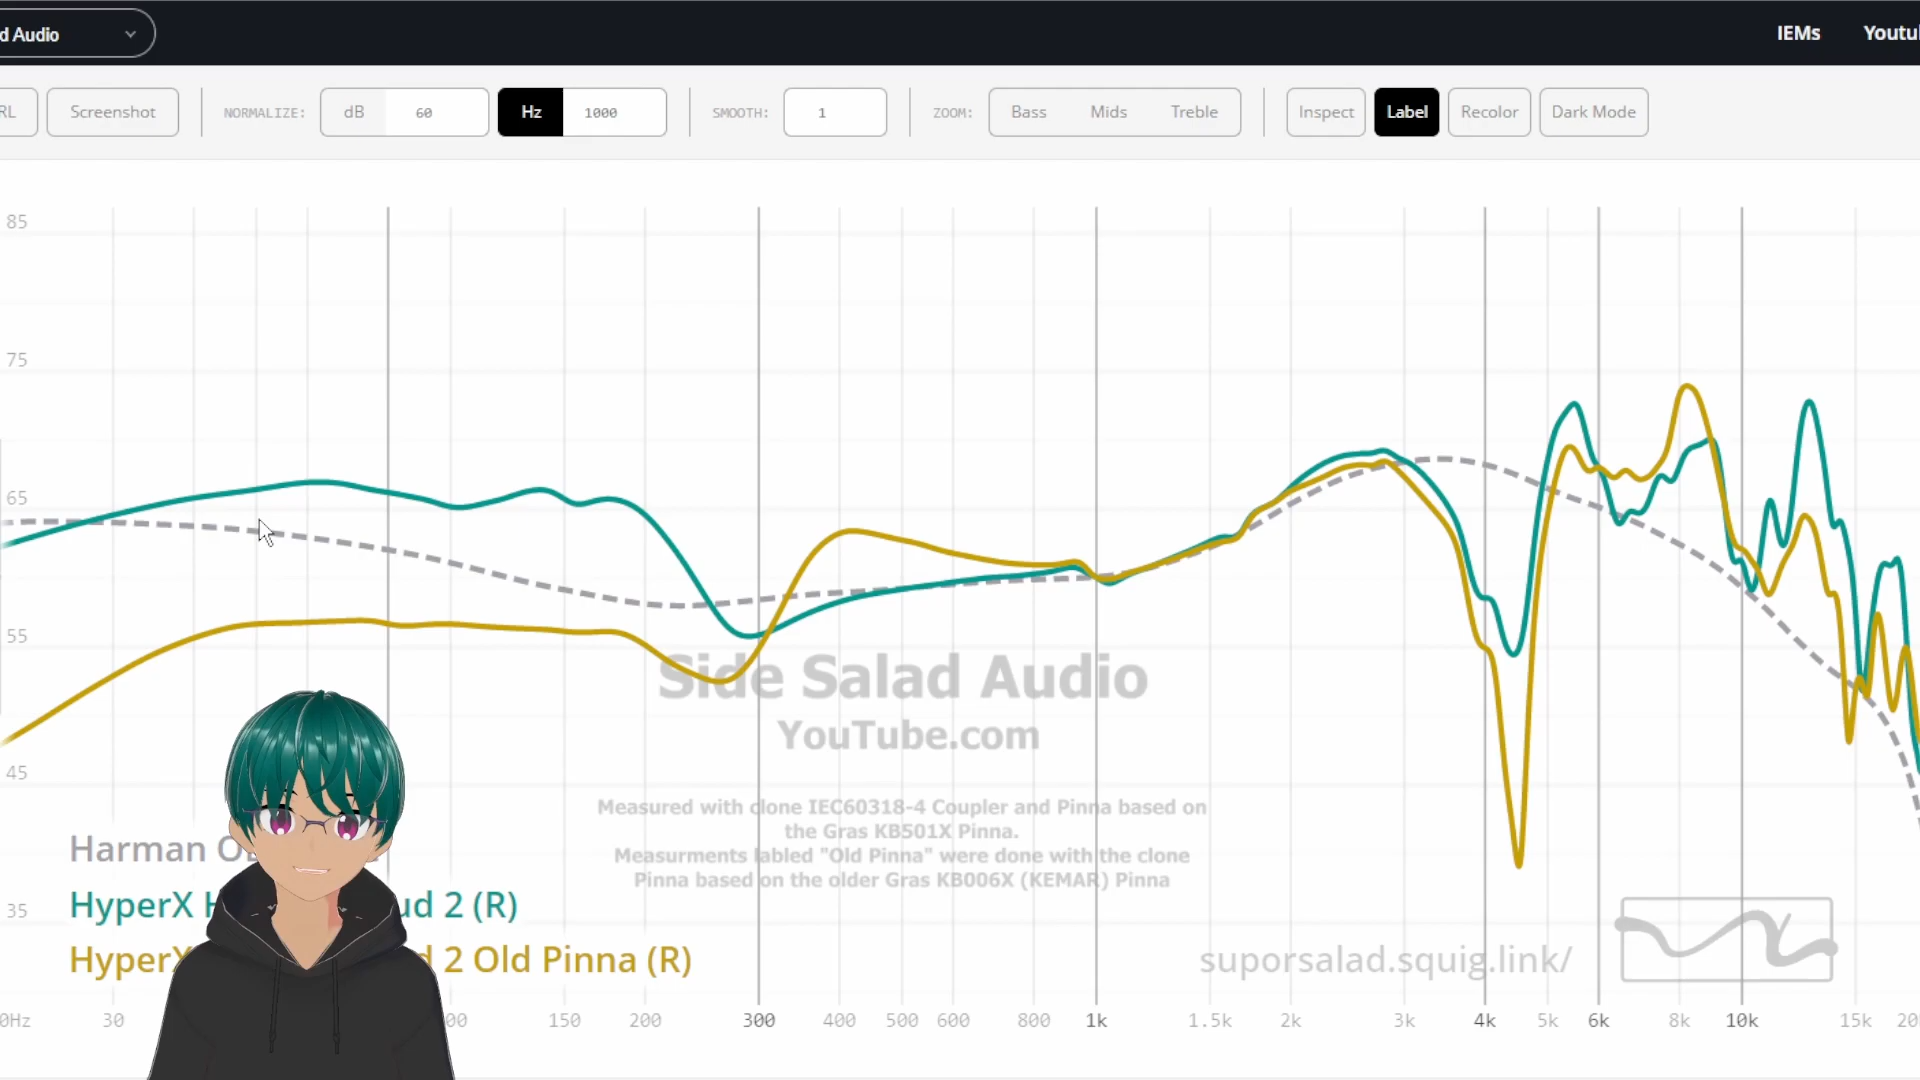 d Audio
IEMs
Youtu
RL
Screenshot
NORMALIZE:
dB
60
Hz
1000
SMOOTH:
1
ZOOM:
Bass
Mids
Treble
Inspect
Label
Recolor
Dark Mode
85
75
65
55
45
35
Side Salad Audio
YouTube.com
Measured with clone IEC60318-4 Coupler and Pinna based on
the Gras KB501X Pinna.
Measurments labled "Old Pinna" were done with the clone
Pinna based on the older Gras KB006X (KEMAR) Pinna
Harman O
HyperX H ud 2 (R)
HyperX d 2 Old Pinna (R)
suporsalad.squig.link/
0Hz
30
00
150
200
300
400
500
600
800
1k
1.5k
2k
3k
4k
5k
6k
8k
10k
15k
20